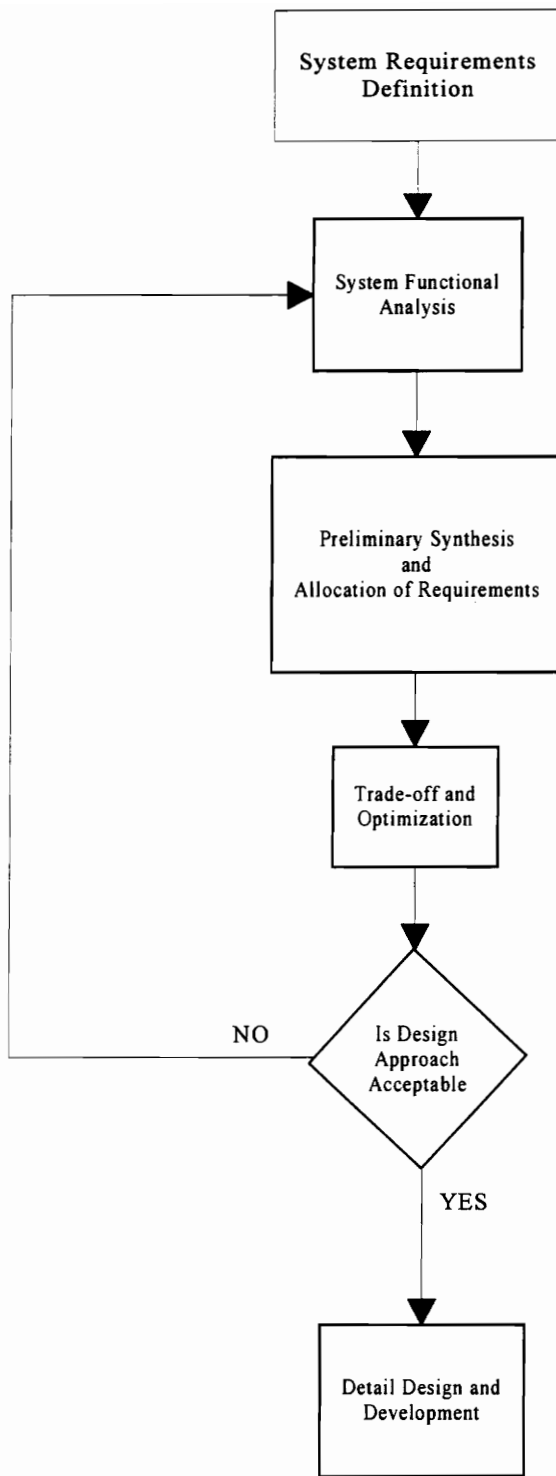 System Requirements
Definition
System Functional
Analysis
Preliminary Synthesis
and
Allocation of Requirements
Trade-off and
Optimization
Is Design
Approach
Acceptable
NO
YES
Detail Design and
Development